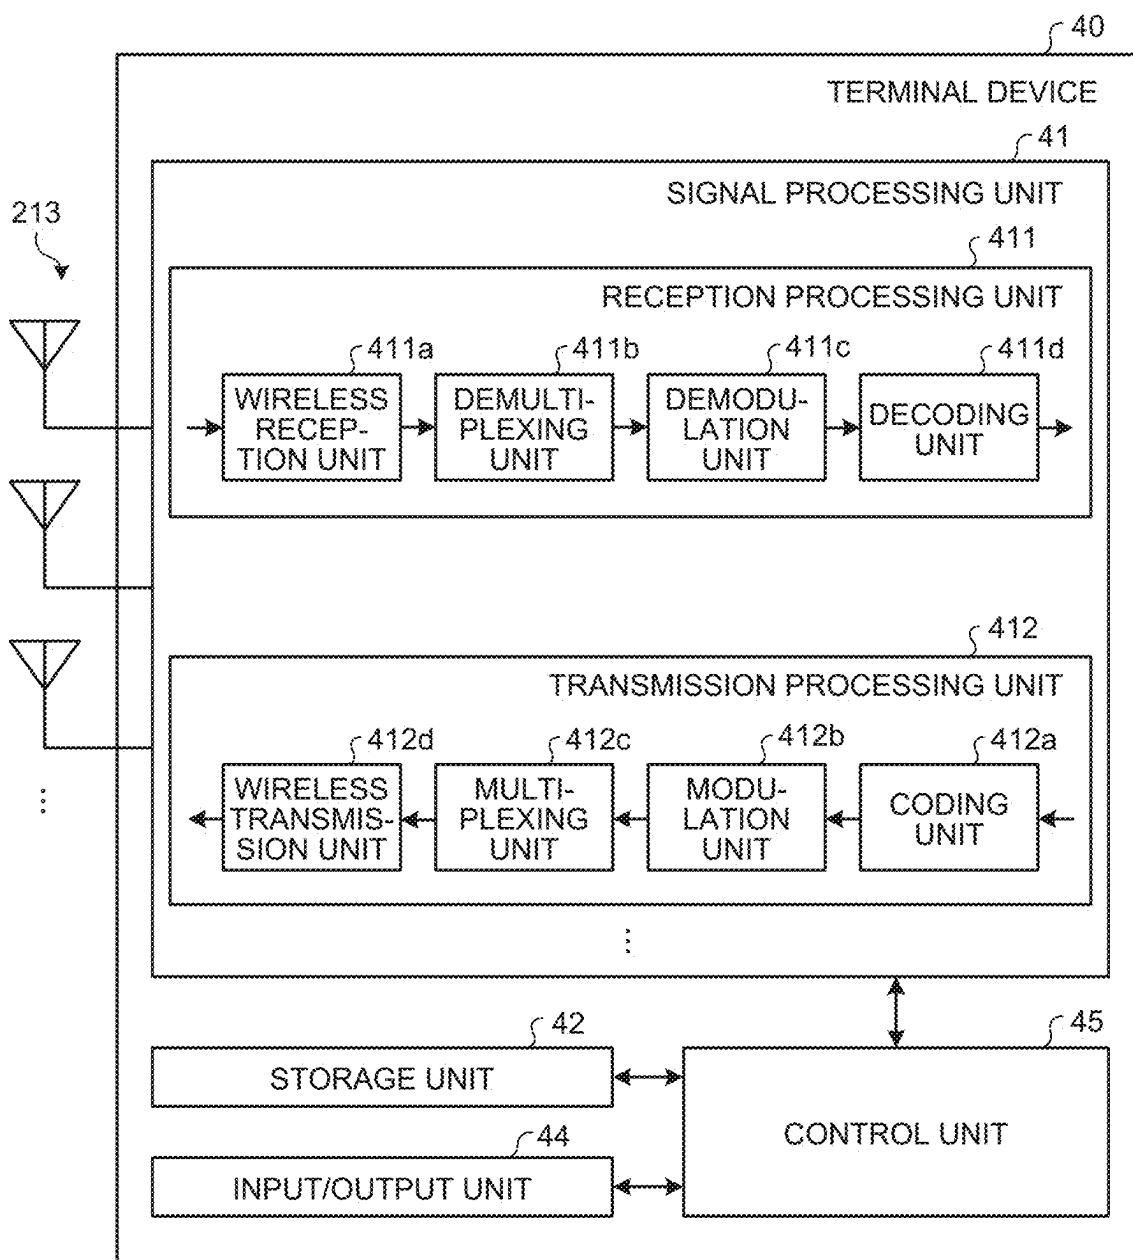 40
TERMINAL DEVICE
41
SIGNAL PROCESSING UNIT
213
411
RECEPTION PROCESSING UNIT
411a
411b
411c
411d
WIRELESS
RECEP-
TION UNIT
DEMULTI-
PLEXING
UNIT
DEMODU-
LATION
UNIT
DECODING
UNIT
412
TRANSMISSION PROCESSING UNIT
412d
412c
412b
412a
WIRELESS
TRANSMIS-
SION UNIT
MULTI-
PLEXING
UNIT
MODU-
LATION
UNIT
CODING
UNIT
...
...
42
STORAGE UNIT
45
CONTROL UNIT
44
INPUT/OUTPUT UNIT